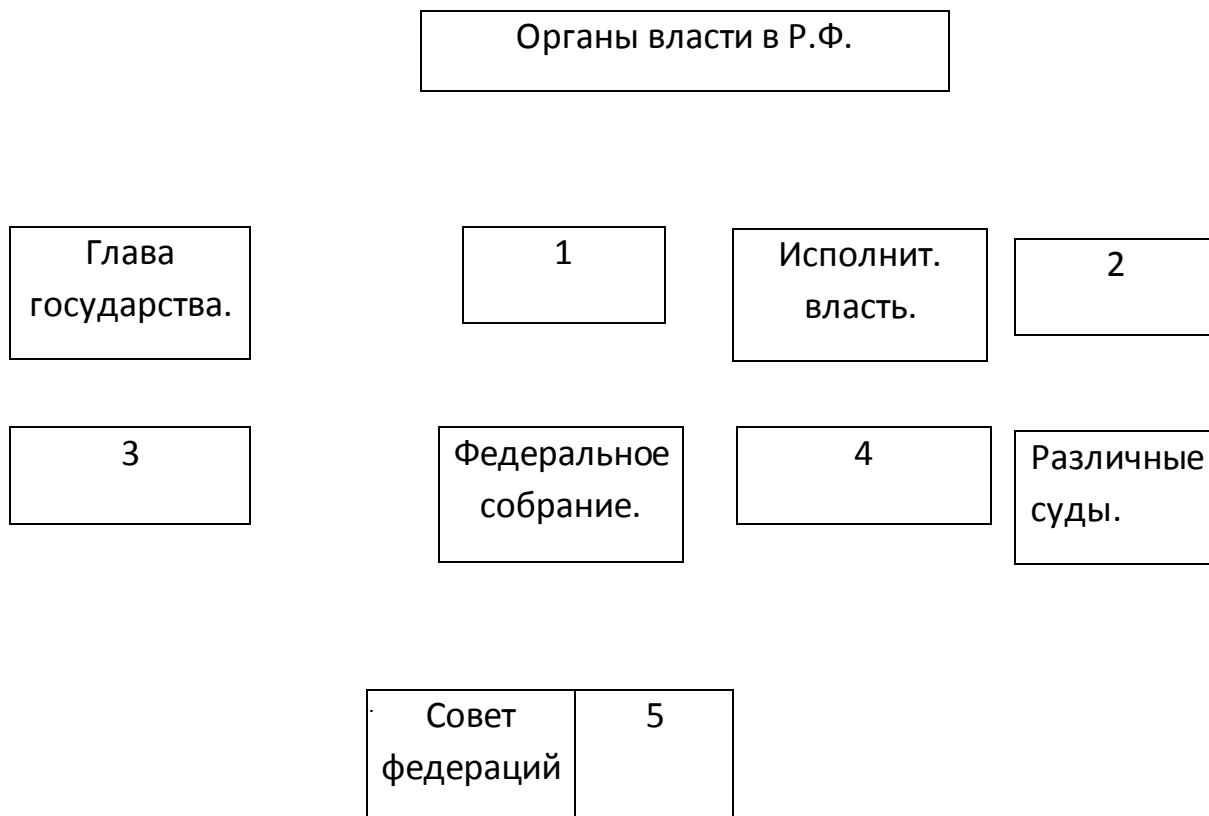 Органы власти в Р.Ф.
Глава
государства.
1
Исполнит.
власть.
2
3
Федеральное
собрание.
4
Различные
суды.
Совет
федераций
5